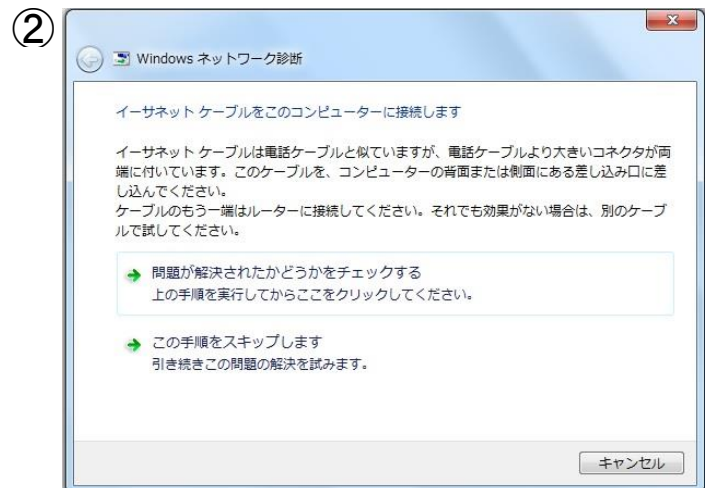 ②
Windows ネットワーク診断
イーサネット ケーブルをこのコンピューターに接続します
イーサネット ケーブルは電話ケーブルと似ていますが、電話ケーブルより大きいコネクタが両
端に付いています。このケーブルを、コンピューターの背面または側面にある差し込み口に差
し込んでください。
ケーブルのもう一端はルーターに接続してください。それでも効果がない場合は、別のケーブ
ルで試してください。
問題が解決されたかどうかをチェックする
上の手順を実行してからここをクリックしてください。
この手順をスキップします
引き続きこの問題の解決を試みます。
キャンセル